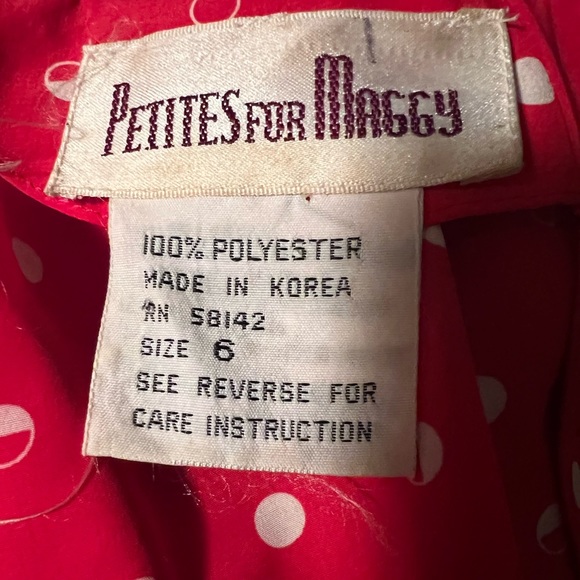 PETITES FOR MAGGY
100% POLYESTER
MADE IN KOREA
RN 58142
SIZE 6
SEE REVERSE FOR
CARE INSTRUCTION